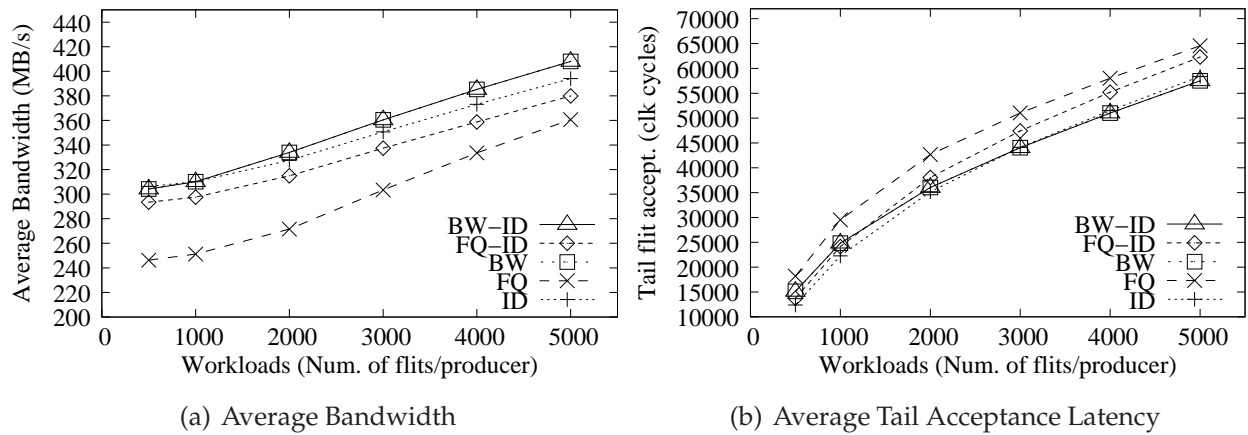 440
420
400
380
360
340
320
300
280
260
240
220
200
Average Bandwidth (MB/s)
BW−ID
FQ−ID
BW
FQ
ID
0 1000 2000 3000 4000 5000
Workloads (Num. of flits/producer)
(a) Average Bandwidth
70000
65000
60000
55000
50000
45000
40000
35000
30000
25000
20000
15000
10000
Tail flit accept. (clk cycles)
BW−ID
FQ−ID
BW
FQ
ID
0 1000 2000 3000 4000 5000
Workloads (Num. of flits/producer)
(b) Average Tail Acceptance Latency